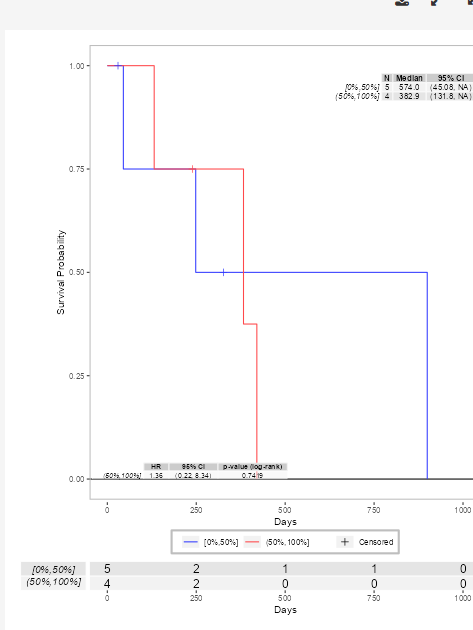 N Median 95% CI
[0%,50%] 5 574.0 (45.08, NA)
(50%,100%] 4 382.9 (131.8, NA)
1.00
0.75
0.50
0.25
0.00
Survival Probability
HR 95% CI p-value (log-rank)
(50%,100%] 1.36 (0.22, 8.34) 0.7419
0 250 500 750 1000
Days
[0%,50%] (50%,100%] Censored
[0%,50%] 5 2 1 1 0
(50%,100%] 4 2 0 0 0
0 250 500 750 1000
Days